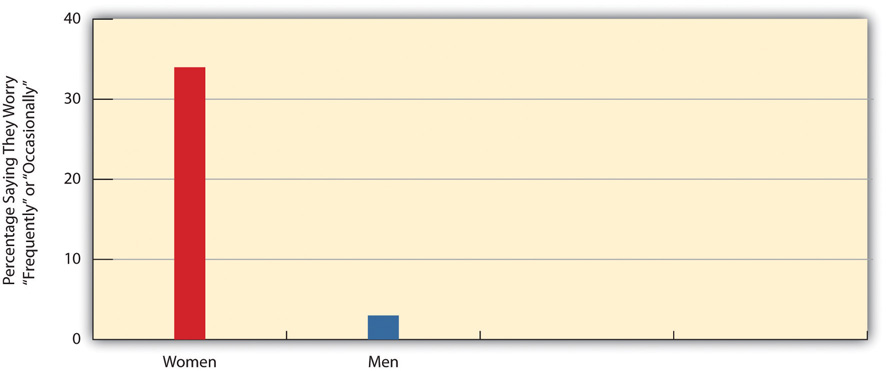 Percentage Saying They Worry
“Frequently” or “Occasionally”
40
30
20
10
0
Women Men